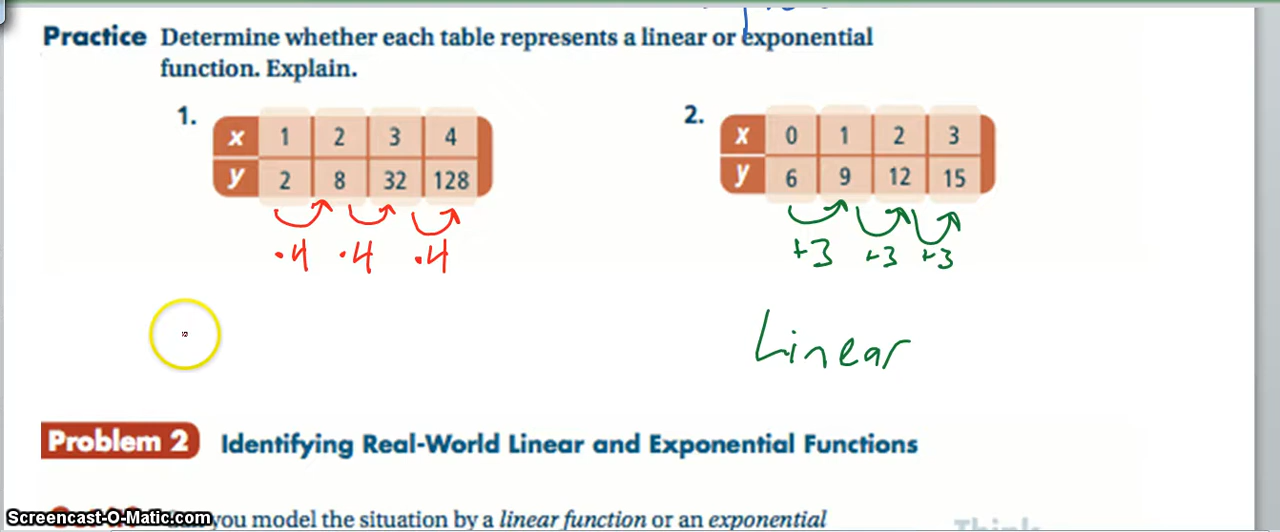 Practice Determine whether each table represents a linear or exponential
function. Explain.
1.
x 1 2 3 4
y 2 8 32 128
·4 ·4 ·4
2.
x 0 1 2 3
y 6 9 12 15
+3 +3 +3
Linear
Problem 2 Identifying Real-World Linear and Exponential Functions
you model the situation by a linear function or an exponential
Think
Screencast-O-Matic.com